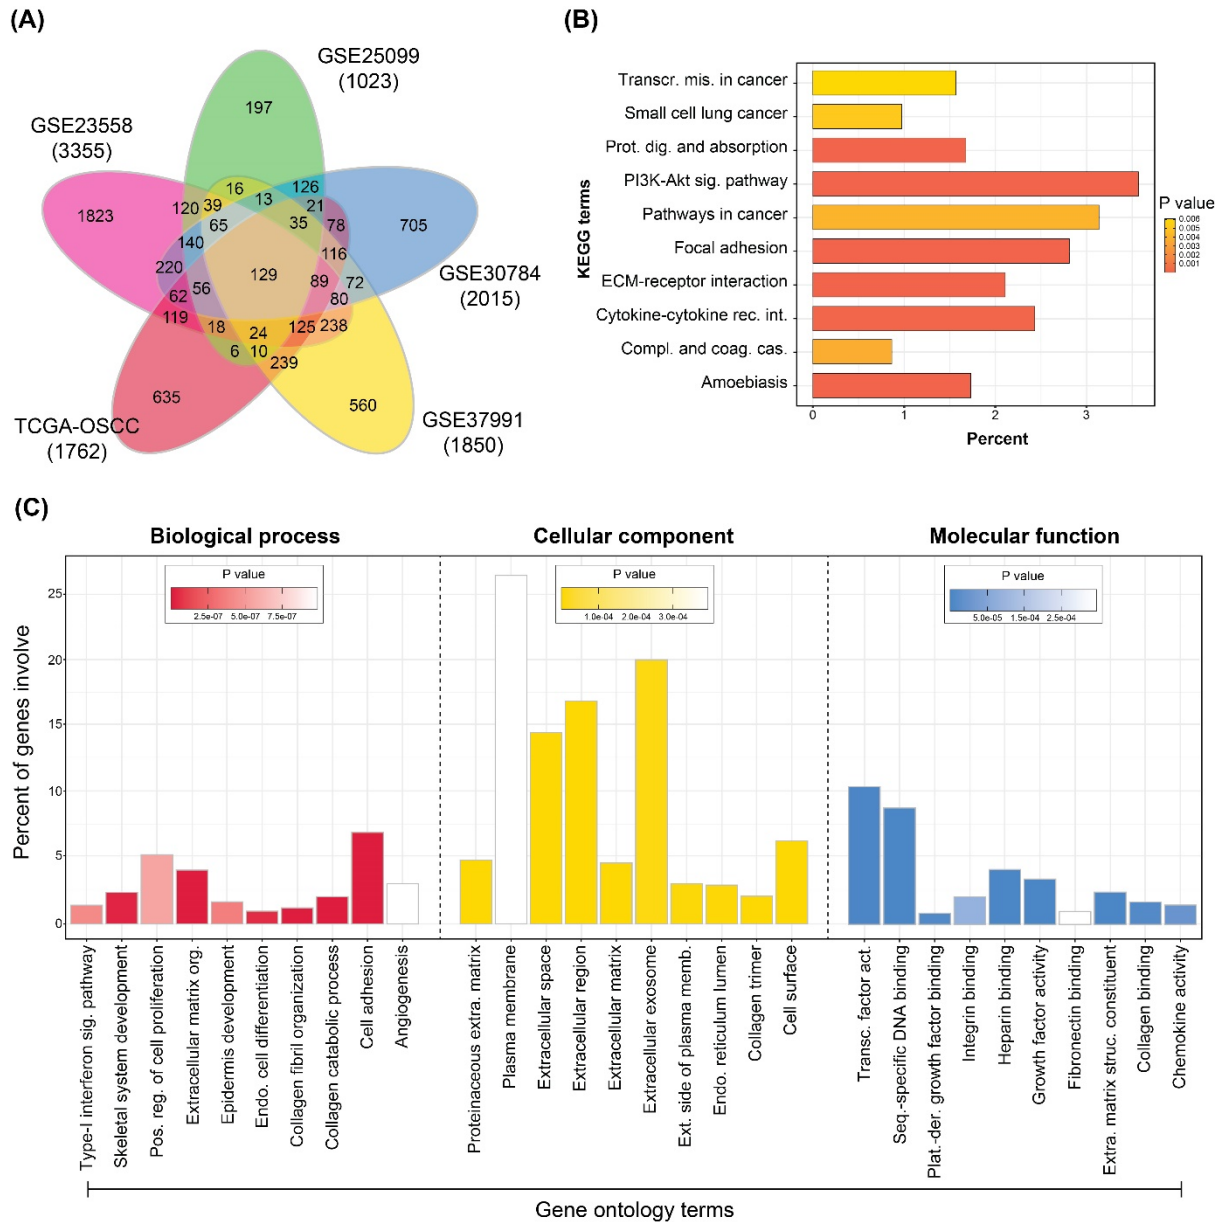 (A)
GSE25099
(1023)
GSE23558
(3355)
197
16
126
13
21
120
39
1823
65
35
78
705
140
116
GSE30784
(2015)
220
129
89
72
56
62
80
119
18
24
125
238
6
10
239
635
560
TCGA-OSCC
(1762)
GSE37991
(1850)
(B)
KEGG terms
Transcr. mis. in cancer
Small cell lung cancer
Prot. dig. and absorption
PI3K-Akt sig. pathway
Pathways in cancer
Focal adhesion
ECM-receptor interaction
Cytokine-cytokine rec. int.
Compl. and coag. cas.
Amoebiasis
0 1 2 3
Percent
P value
0.006
0.005
0.004
0.003
0.002
0.001
(C)
Biological process
Cellular component
Molecular function
P value
2.5e-07 5.0e-07 7.5e-07
P value
1.0e-04 2.0e-04 3.0e-04
P value
5.0e-05 1.5e-04 2.5e-04
Percent of genes involve
25
20
15
10
5
0
Type-I interferon sig. pathway
Skeletal system development
Pos. reg. of cell proliferation
Extracellular matrix org.
Epidermis development
Endo. cell differentiation
Collagen fibril organization
Collagen catabolic process
Cell adhesion
Angiogenesis
Proteinaceous extra. matrix
Plasma membrane
Extracellular space
Extracellular region
Extracellular matrix
Extracellular exosome
Ext. side of plasma memb.
Endo. reticulum lumen
Collagen trimer
Cell surface
Transc. factor act.
Seq.-specific DNA binding
Plat.-der. growth factor binding
Integrin binding
Heparin binding
Growth factor activity
Fibronectin binding
Extra. matrix struc. constituent
Collagen binding
Chemokine activity
Gene ontology terms